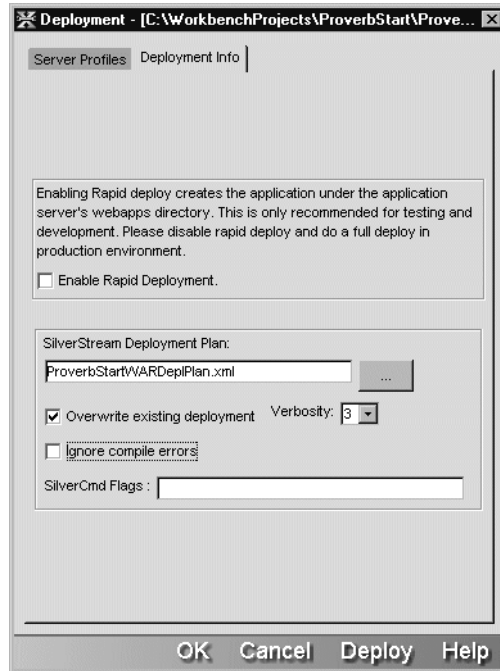 Deployment - [C:\WorkbenchProjects\ProverbStart\Prove...
Server Profiles Deployment Info
Enabling Rapid deploy creates the application under the application
server's webapps directory. This is only recommended for testing and
development. Please disable rapid deploy and do a full deploy in
production environment.
Enable Rapid Deployment.
SilverStream Deployment Plan:
ProverbStartWARDeplPlan.xml
...
Overwrite existing deployment Verbosity: 3
Ignore compile errors
SilverCmd Flags :
OK Cancel Deploy Help